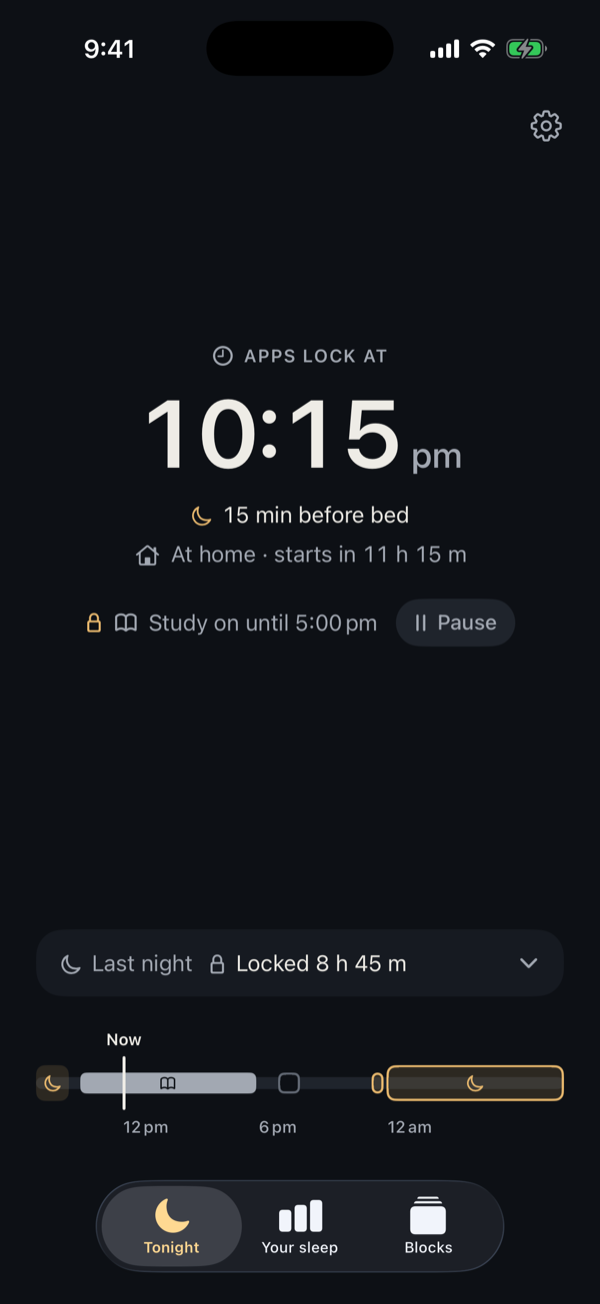 9:41
APPS LOCK AT
10:15 pm
15 min before bed
At home · starts in 11 h 15 m
Study on until 5:00 pm
Pause
Last night Locked 8 h 45 m
Now
12 pm 6 pm 12 am
Tonight Your sleep Blocks